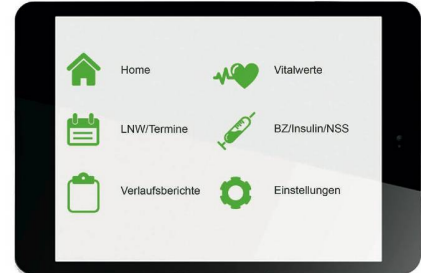 Home
Vitalwerte
LNW/Termine
BZ/Insulin/NSS
Verlaufsberichte
Einstellungen